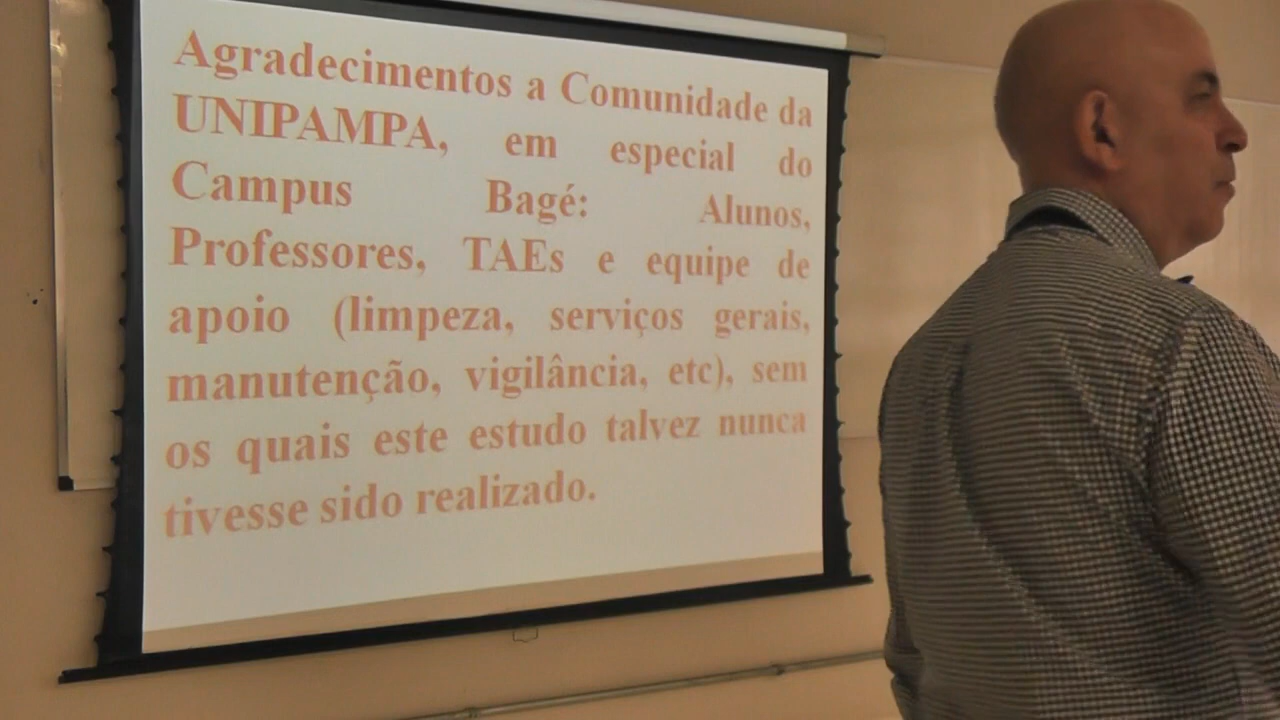 Agradecimentos a Comunidade da
UNIPAMPA, em especial do
Campus Bagé: Alunos,
Professores, TAEs e equipe de
apoio (limpeza, serviços gerais,
manutenção, vigilância, etc), sem
os quais este estudo talvez nunca
tivesse sido realizado.